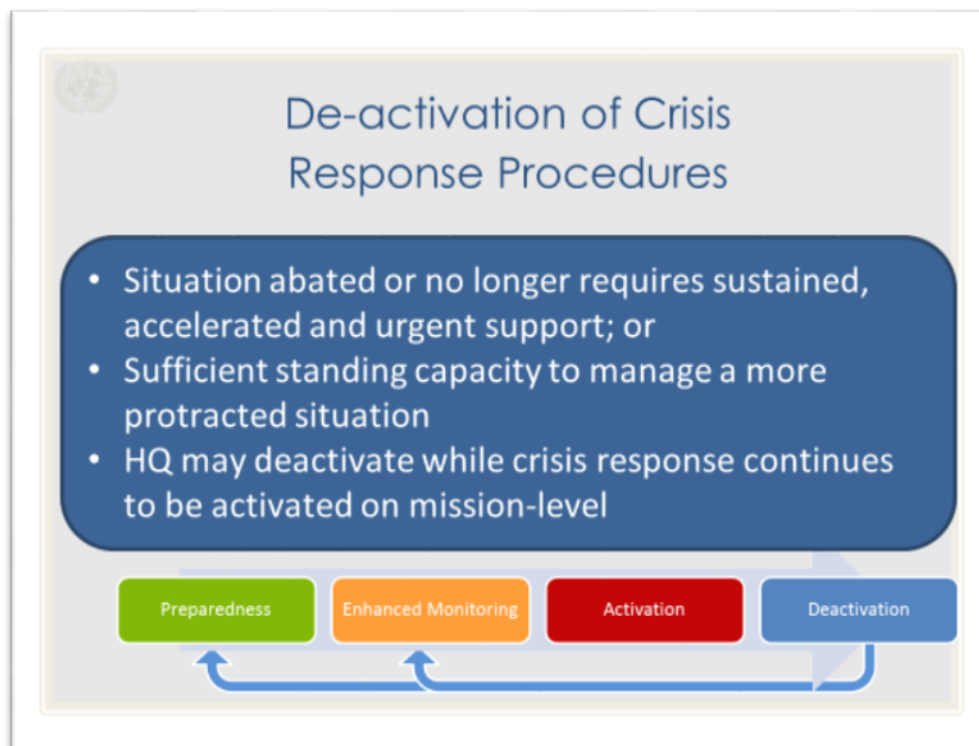 De-activation of Crisis
Response Procedures
• Situation abated or no longer requires sustained,
accelerated and urgent support; or
• Sufficient standing capacity to manage a more
protracted situation
• HQ may deactivate while crisis response continues
to be activated on mission-level
Preparedness
Enhanced Monitoring
Activation
Deactivation